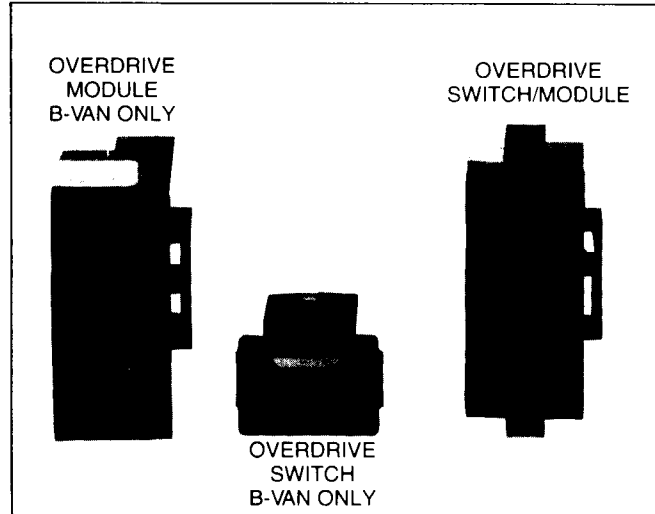 OVERDRIVE
MODULE
B-VAN ONLY
OVERDRIVE
SWITCH/MODULE
OVERDRIVE
SWITCH
B-VAN ONLY